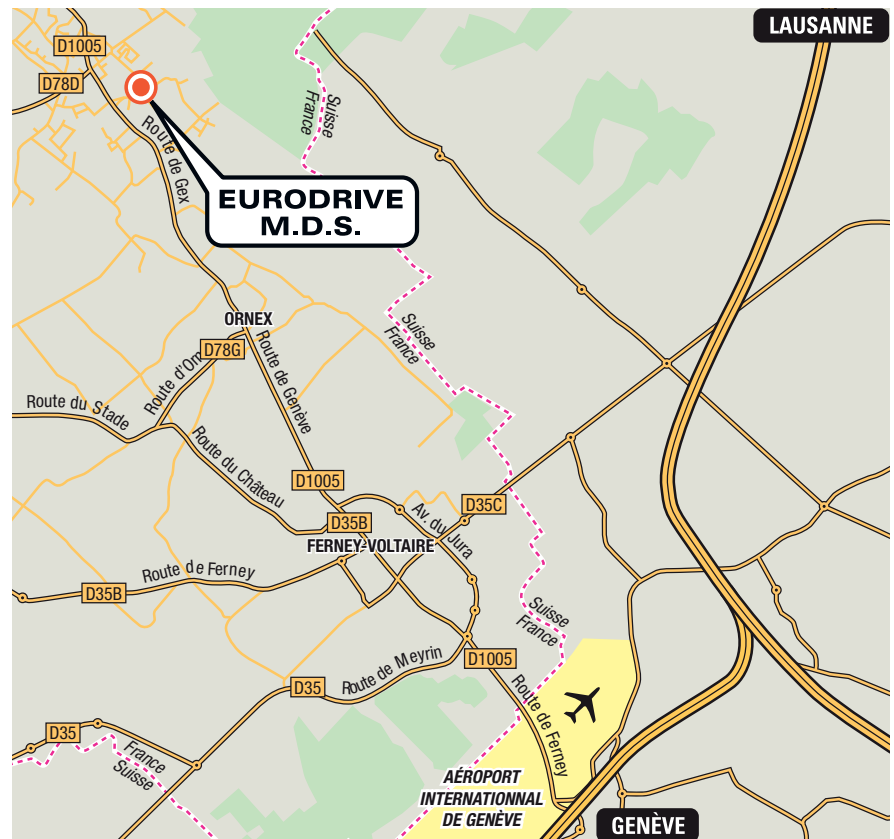 LAUSANNE
D1005
D78D
Suisse
France
Route de Gex
EURODRIVE
M.D.S.
Suisse
France
ORNEX
D78G
Route d'Orn
Route de Genève
Route du Stade
Route du Château
D1005
D35C
D35B
Av. du Jura
FERNEY-VOLTAIRE
Route de Ferney
D35B
Suisse
France
Route de Meyrin
D1005
D35
Route de Ferney
D35
France
Suisse
AÉROPORT
INTERNATIONNAL
DE GENÈVE
GENÈVE